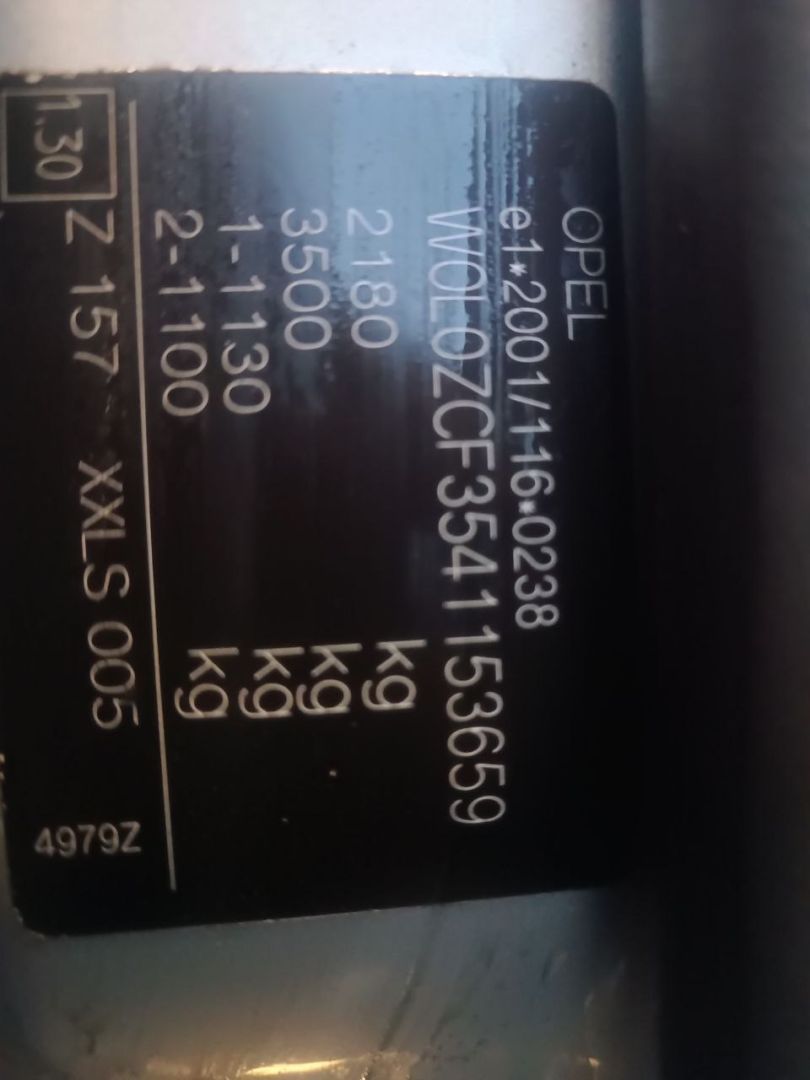 OPEL
e1*2001/116*0238
W0L0ZCF3541153659
2180 kg
3500 kg
1-1130 kg
2-1100 kg
1.30 Z 157 XXLS 005 4979Z